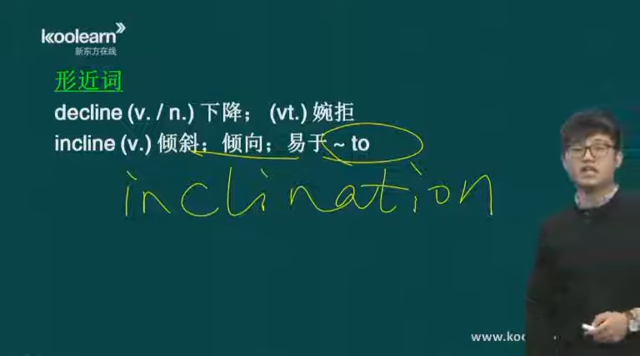 koolearn
新东方在线
形近词
decline (v. / n.) 下降； (vt.) 婉拒
incline (v.) 倾斜；倾向；易于 ~ to
inclination
www.koo